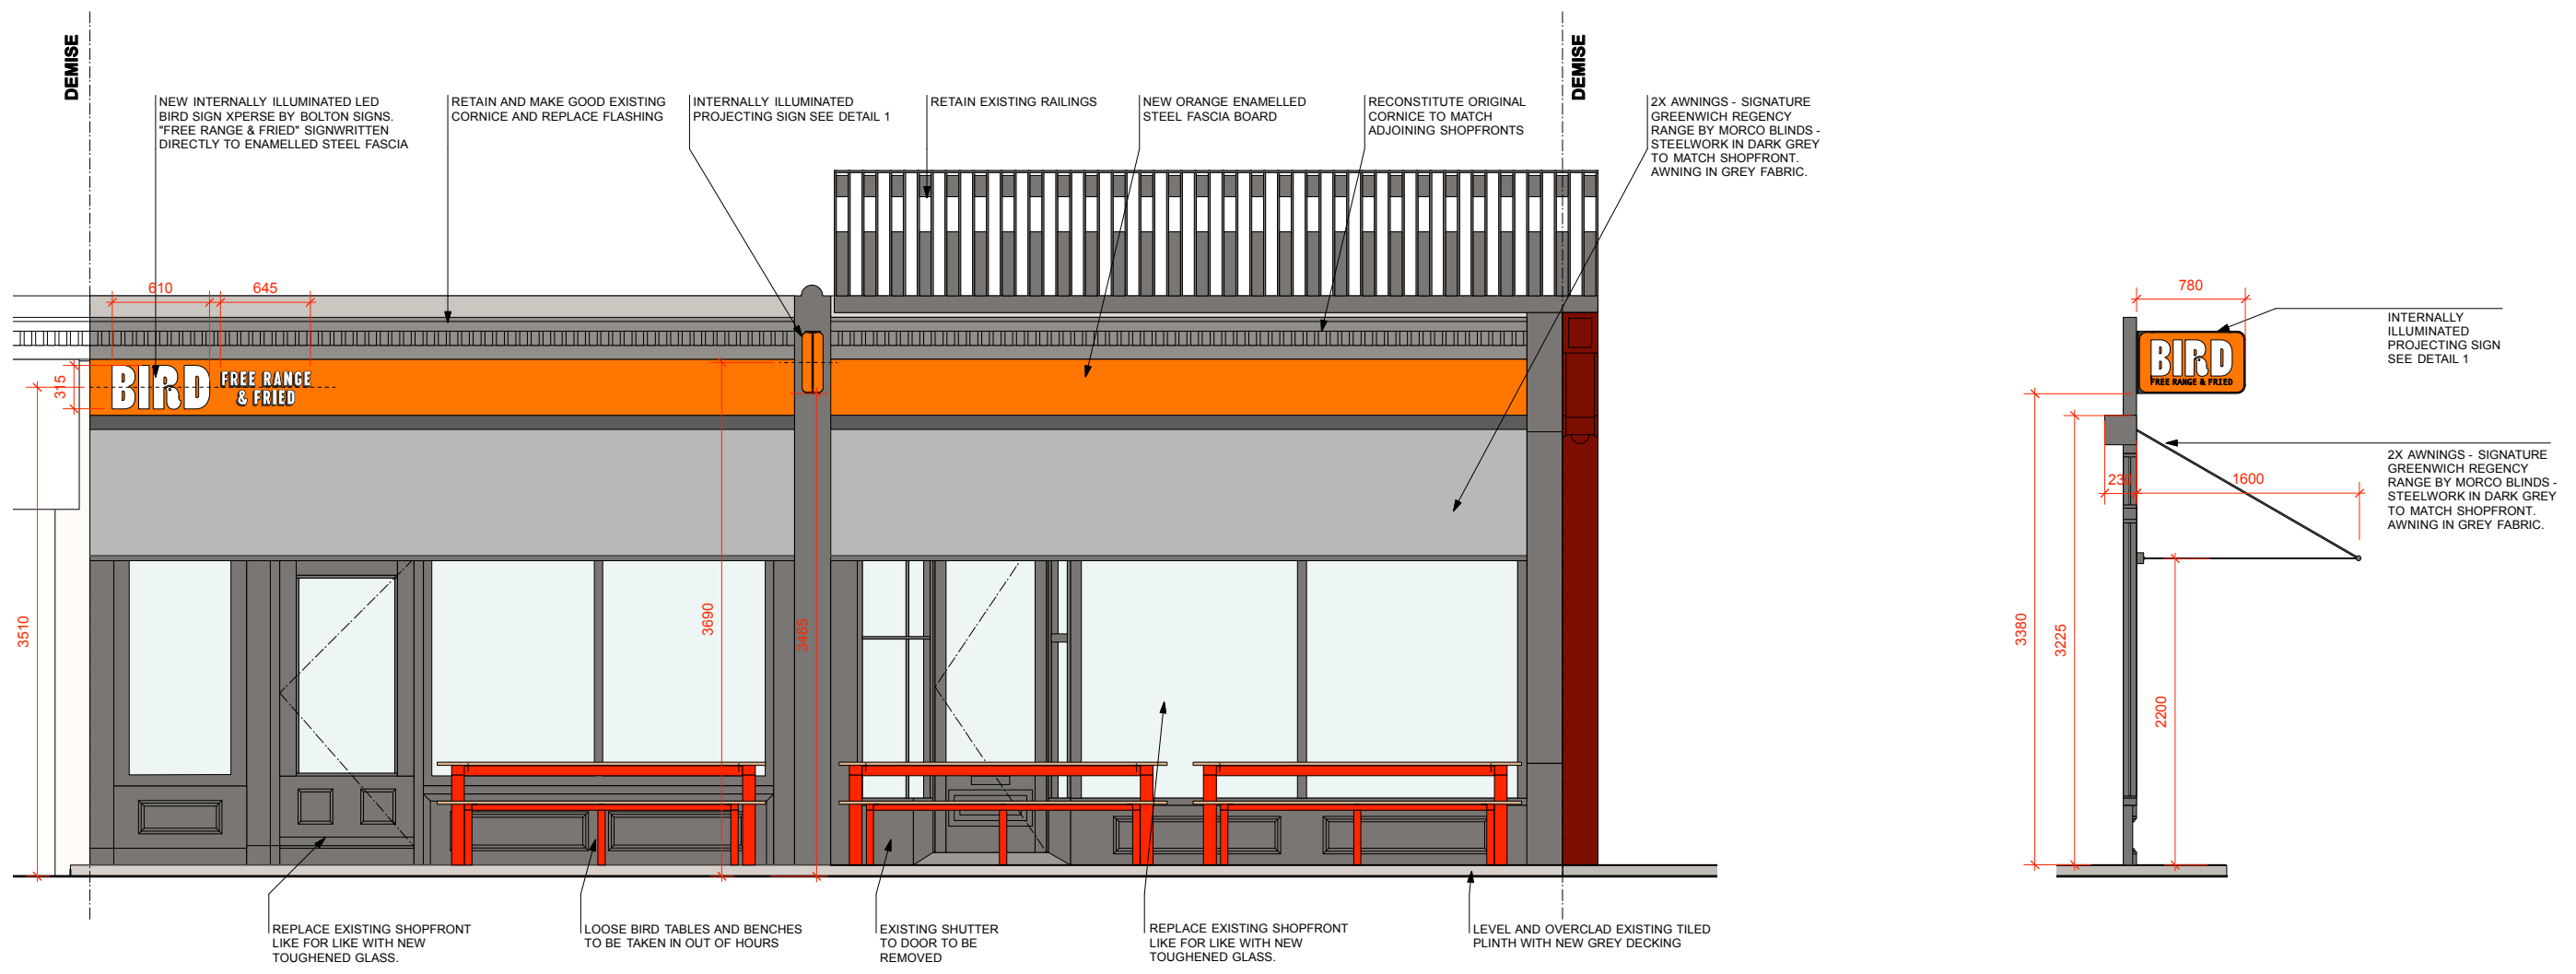 DEMISE
DEMISE
NEW INTERNALLY ILLUMINATED LED
BIRD SIGN XPERSE BY BOLTON SIGNS.
"FREE RANGE & FRIED" SIGNWRITTEN
DIRECTLY TO ENAMELLED STEEL FASCIA
RETAIN AND MAKE GOOD EXISTING
CORNICE AND REPLACE FLASHING
INTERNALLY ILLUMINATED
PROJECTING SIGN SEE DETAIL 1
RETAIN EXISTING RAILINGS
NEW ORANGE ENAMELLED
STEEL FASCIA BOARD
RECONSTITUTE ORIGINAL
CORNICE TO MATCH
ADJOINING SHOPFRONTS
2X AWNINGS - SIGNATURE
GREENWICH REGENCY
RANGE BY MORCO BLINDS -
STEELWORK IN DARK GREY
TO MATCH SHOPFRONT.
AWNING IN GREY FABRIC.
610
645
315
BIRD
FREE RANGE
& FRIED
3510
3690
3465
780
BIRD
FREE RANGE & FRIED
INTERNALLY
ILLUMINATED
PROJECTING SIGN
SEE DETAIL 1
2X AWNINGS - SIGNATURE
GREENWICH REGENCY
RANGE BY MORCO BLINDS -
STEELWORK IN DARK GREY
TO MATCH SHOPFRONT.
AWNING IN GREY FABRIC.
230
1600
3380
3225
2200
REPLACE EXISTING SHOPFRONT
LIKE FOR LIKE WITH NEW
TOUGHENED GLASS.
LOOSE BIRD TABLES AND BENCHES
TO BE TAKEN IN OUT OF HOURS
EXISTING SHUTTER
TO DOOR TO BE
REMOVED
REPLACE EXISTING SHOPFRONT
LIKE FOR LIKE WITH NEW
TOUGHENED GLASS.
LEVEL AND OVERCLAD EXISTING TILED
PLINTH WITH NEW GREY DECKING